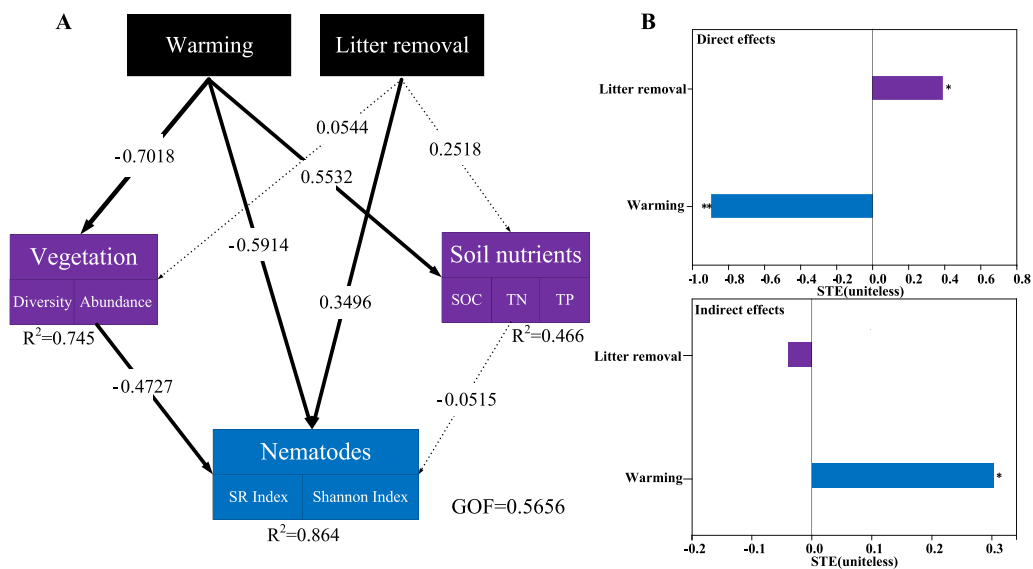 A
Warming
Litter removal
-0.7018
0.0544
0.2518
0.5532
-0.5914
0.3496
Vegetation
Diversity
Abundance
R²=0.745
Soil nutrients
SOC
TN
TP
R²=0.466
-0.4727
-0.0515
Nematodes
SR Index
Shannon Index
R²=0.864
GOF=0.5656
B
Direct effects
Litter removal
*
Warming
**
-1.0 -0.8 -0.6 -0.4 -0.2 0.0 0.2 0.4 0.6 0.8
STE(uniteless)
Indirect effects
Litter removal
Warming
*
-0.2 -0.1 0.0 0.1 0.2 0.3
STE(uniteless)